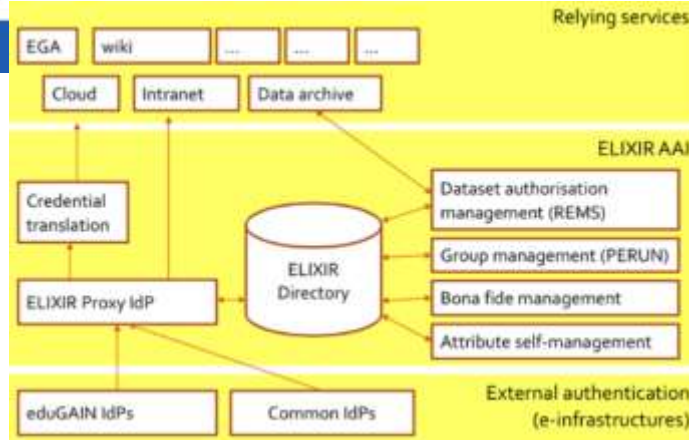 Relying services
EGA
wiki
...
...
...
Cloud
Intranet
Data archive
ELIXIR AAI
Credential
translation
Dataset authorisation
management (REMS)
ELIXIR
Directory
Group management (PERUN)
ELIXIR Proxy IdP
Bona fide management
Attribute self-management
External authentication
(e-infrastructures)
eduGAIN IdPs
Common IdPs